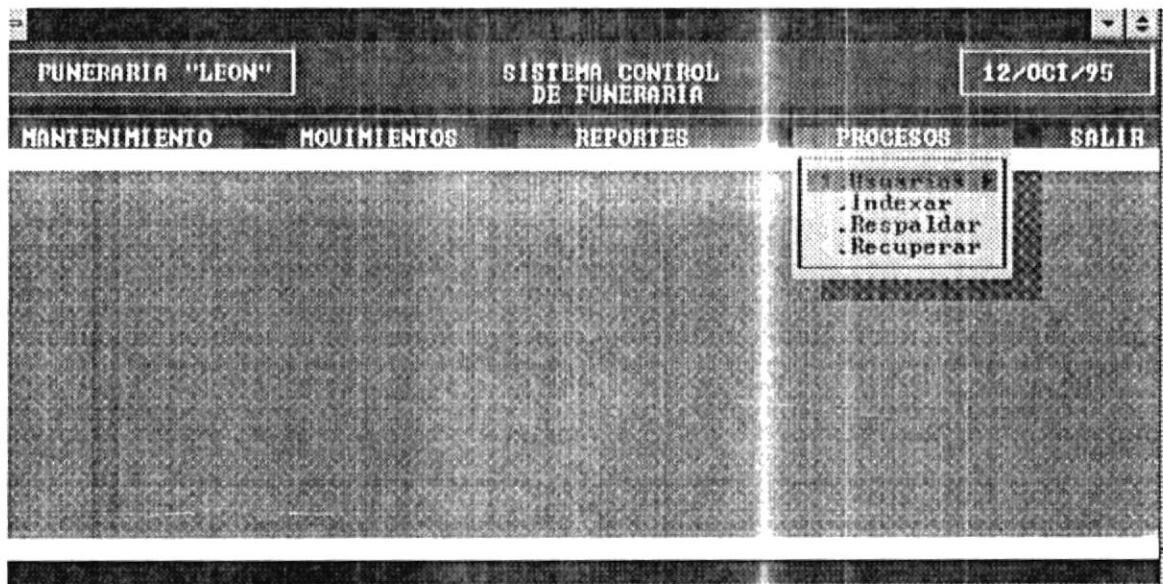 FUNERARIA "LEON"
SISTEMA CONTROL
DE FUNERARIA
12/OCT/95
MANTENIMIENTO MOVIMIENTOS REPORTES PROCESOS SALIR
Usuarios
.Indexar
.Respaldar
.Recuperar